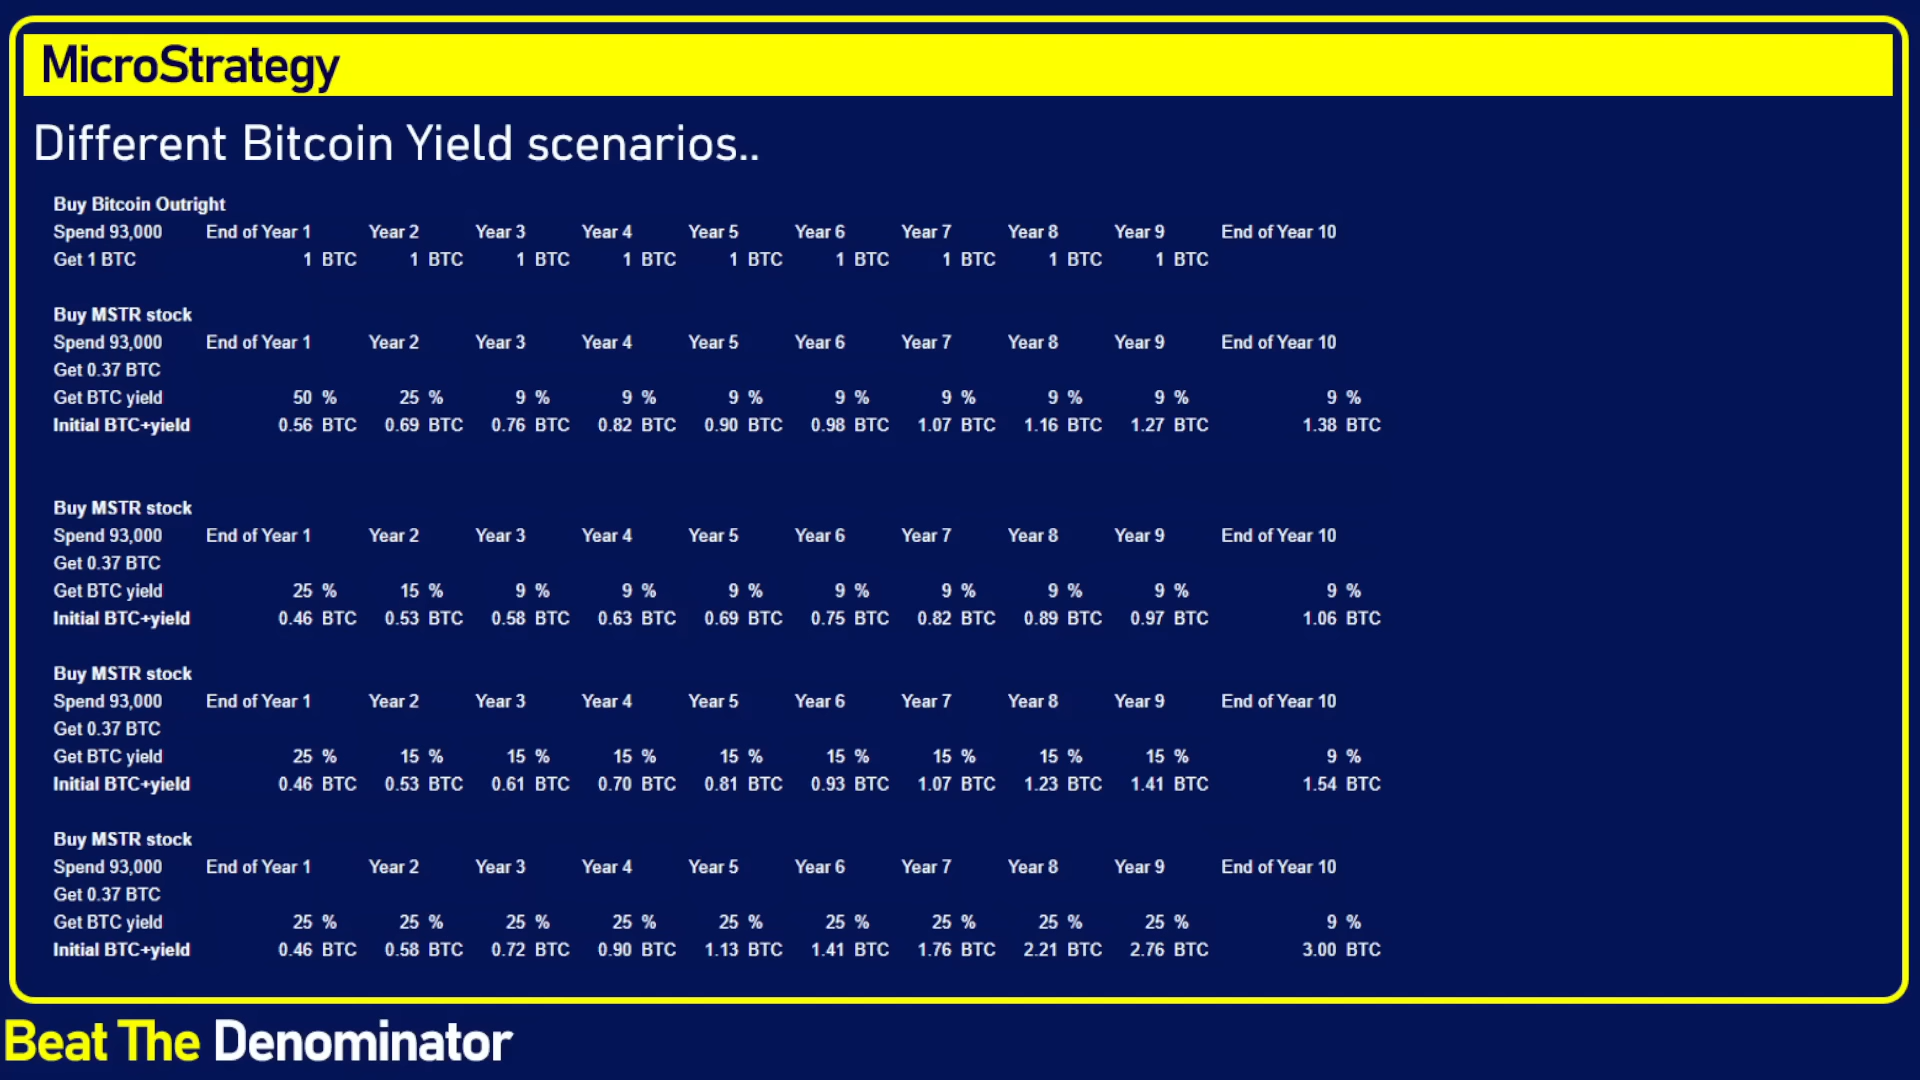 MicroStrategy
Different Bitcoin Yield scenarios..
Buy Bitcoin Outright
Spend 93,000 End of Year 1 Year 2 Year 3 Year 4 Year 5 Year 6 Year 7 Year 8 Year 9 End of Year 10
Get 1 BTC 1 BTC 1 BTC 1 BTC 1 BTC 1 BTC 1 BTC 1 BTC 1 BTC 1 BTC
Buy MSTR stock
Spend 93,000 End of Year 1 Year 2 Year 3 Year 4 Year 5 Year 6 Year 7 Year 8 Year 9 End of Year 10
Get 0.37 BTC
Get BTC yield 50 % 25 % 9 % 9 % 9 % 9 % 9 % 9 % 9 % 9 %
Initial BTC+yield 0.56 BTC 0.69 BTC 0.76 BTC 0.82 BTC 0.90 BTC 0.98 BTC 1.07 BTC 1.16 BTC 1.27 BTC 1.38 BTC
Buy MSTR stock
Spend 93,000 End of Year 1 Year 2 Year 3 Year 4 Year 5 Year 6 Year 7 Year 8 Year 9 End of Year 10
Get 0.37 BTC
Get BTC yield 25 % 15 % 9 % 9 % 9 % 9 % 9 % 9 % 9 % 9 %
Initial BTC+yield 0.46 BTC 0.53 BTC 0.58 BTC 0.63 BTC 0.69 BTC 0.75 BTC 0.82 BTC 0.89 BTC 0.97 BTC 1.06 BTC
Buy MSTR stock
Spend 93,000 End of Year 1 Year 2 Year 3 Year 4 Year 5 Year 6 Year 7 Year 8 Year 9 End of Year 10
Get 0.37 BTC
Get BTC yield 25 % 15 % 15 % 15 % 15 % 15 % 15 % 15 % 15 % 9 %
Initial BTC+yield 0.46 BTC 0.53 BTC 0.61 BTC 0.70 BTC 0.81 BTC 0.93 BTC 1.07 BTC 1.23 BTC 1.41 BTC 1.54 BTC
Buy MSTR stock
Spend 93,000 End of Year 1 Year 2 Year 3 Year 4 Year 5 Year 6 Year 7 Year 8 Year 9 End of Year 10
Get 0.37 BTC
Get BTC yield 25 % 25 % 25 % 25 % 25 % 25 % 25 % 25 % 25 % 9 %
Initial BTC+yield 0.46 BTC 0.58 BTC 0.72 BTC 0.90 BTC 1.13 BTC 1.41 BTC 1.76 BTC 2.21 BTC 2.76 BTC 3.00 BTC
Beat The Denominator